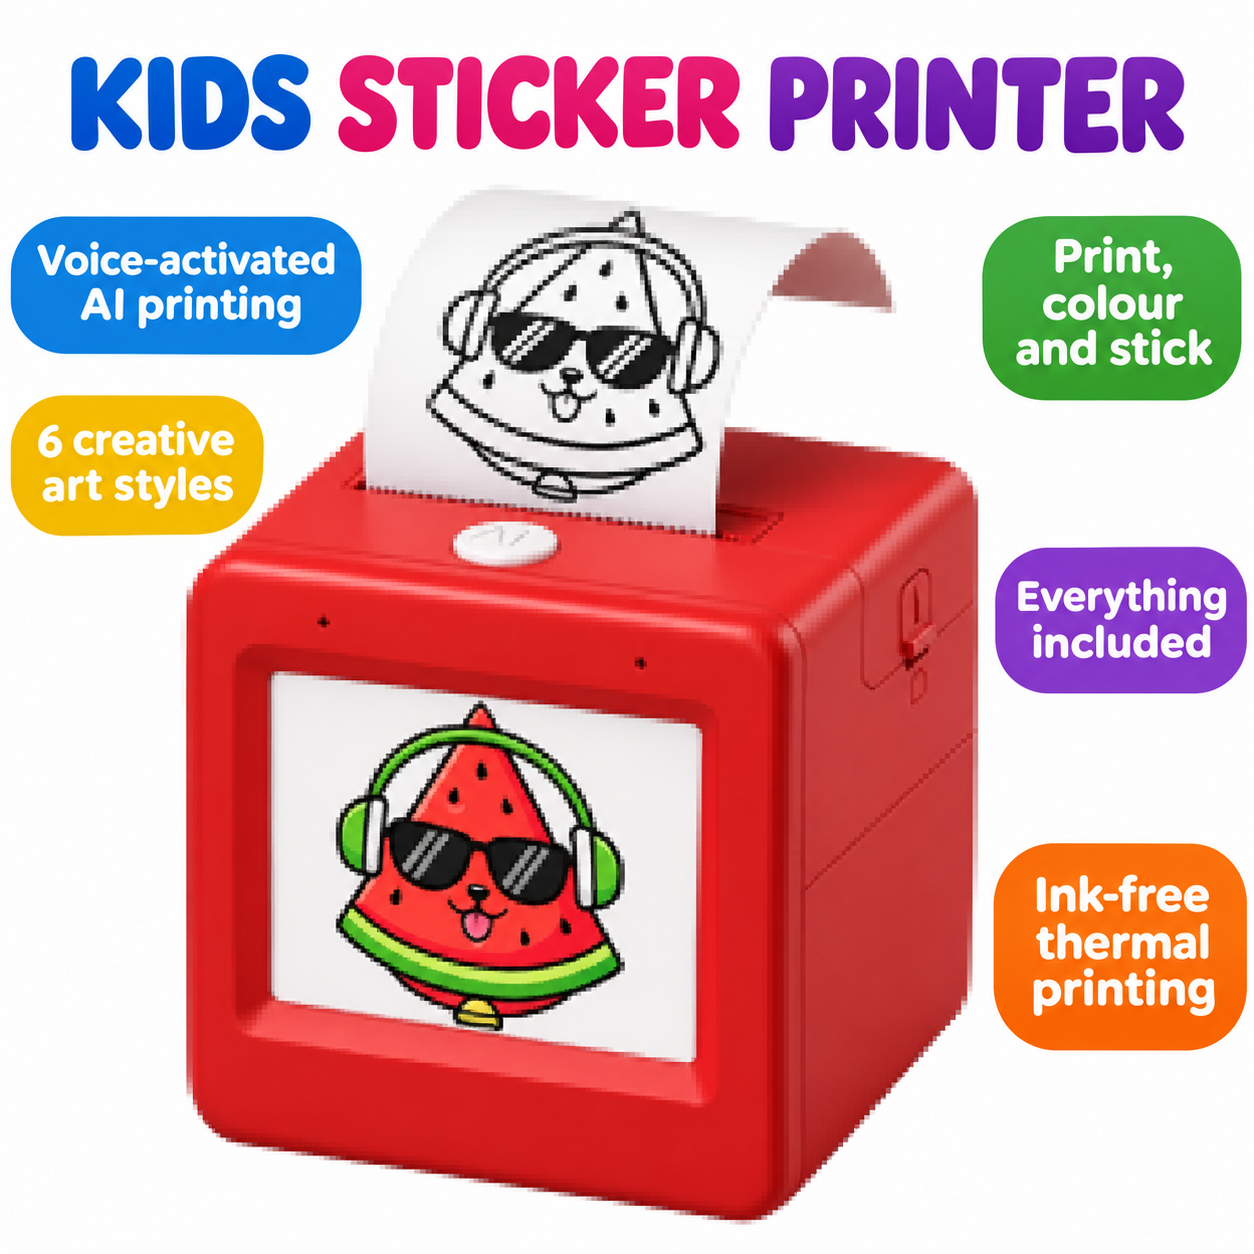 KIDS STICKER PRINTER
Voice-activated
AI printing
6 creative
art styles
Print,
colour
and stick
Everything
included
Ink-free
thermal
printing
AI